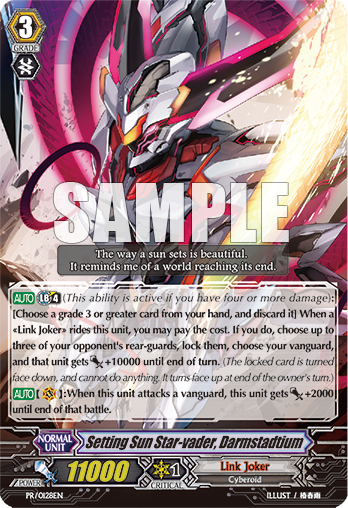 3
GRADE
SAMPLE
The way a sun sets is beautiful.
It reminds me of a world reaching its end.
AUTO LB4 (This ability is active if you have four or more damage):
[Choose a grade 3 or greater card from your hand, and discard it] When a
«Link Joker» rides this unit, you may pay the cost. If you do, choose up to
three of your opponent's rear-guards, lock them, choose your vanguard,
and that unit gets +10000 until end of turn. (The locked card is turned
face down, and cannot do anything. It turns face up at end of the owner's turn.)
AUTO [ ]:When this unit attacks a vanguard, this unit gets +2000
until end of that battle.
NORMAL
UNIT
Setting Sun Star-vader, Darmstadtium
POWER
11000
1
CRITICAL
Link Joker
Cyberoid
PR/0128EN
ILLUST / 椿春雨